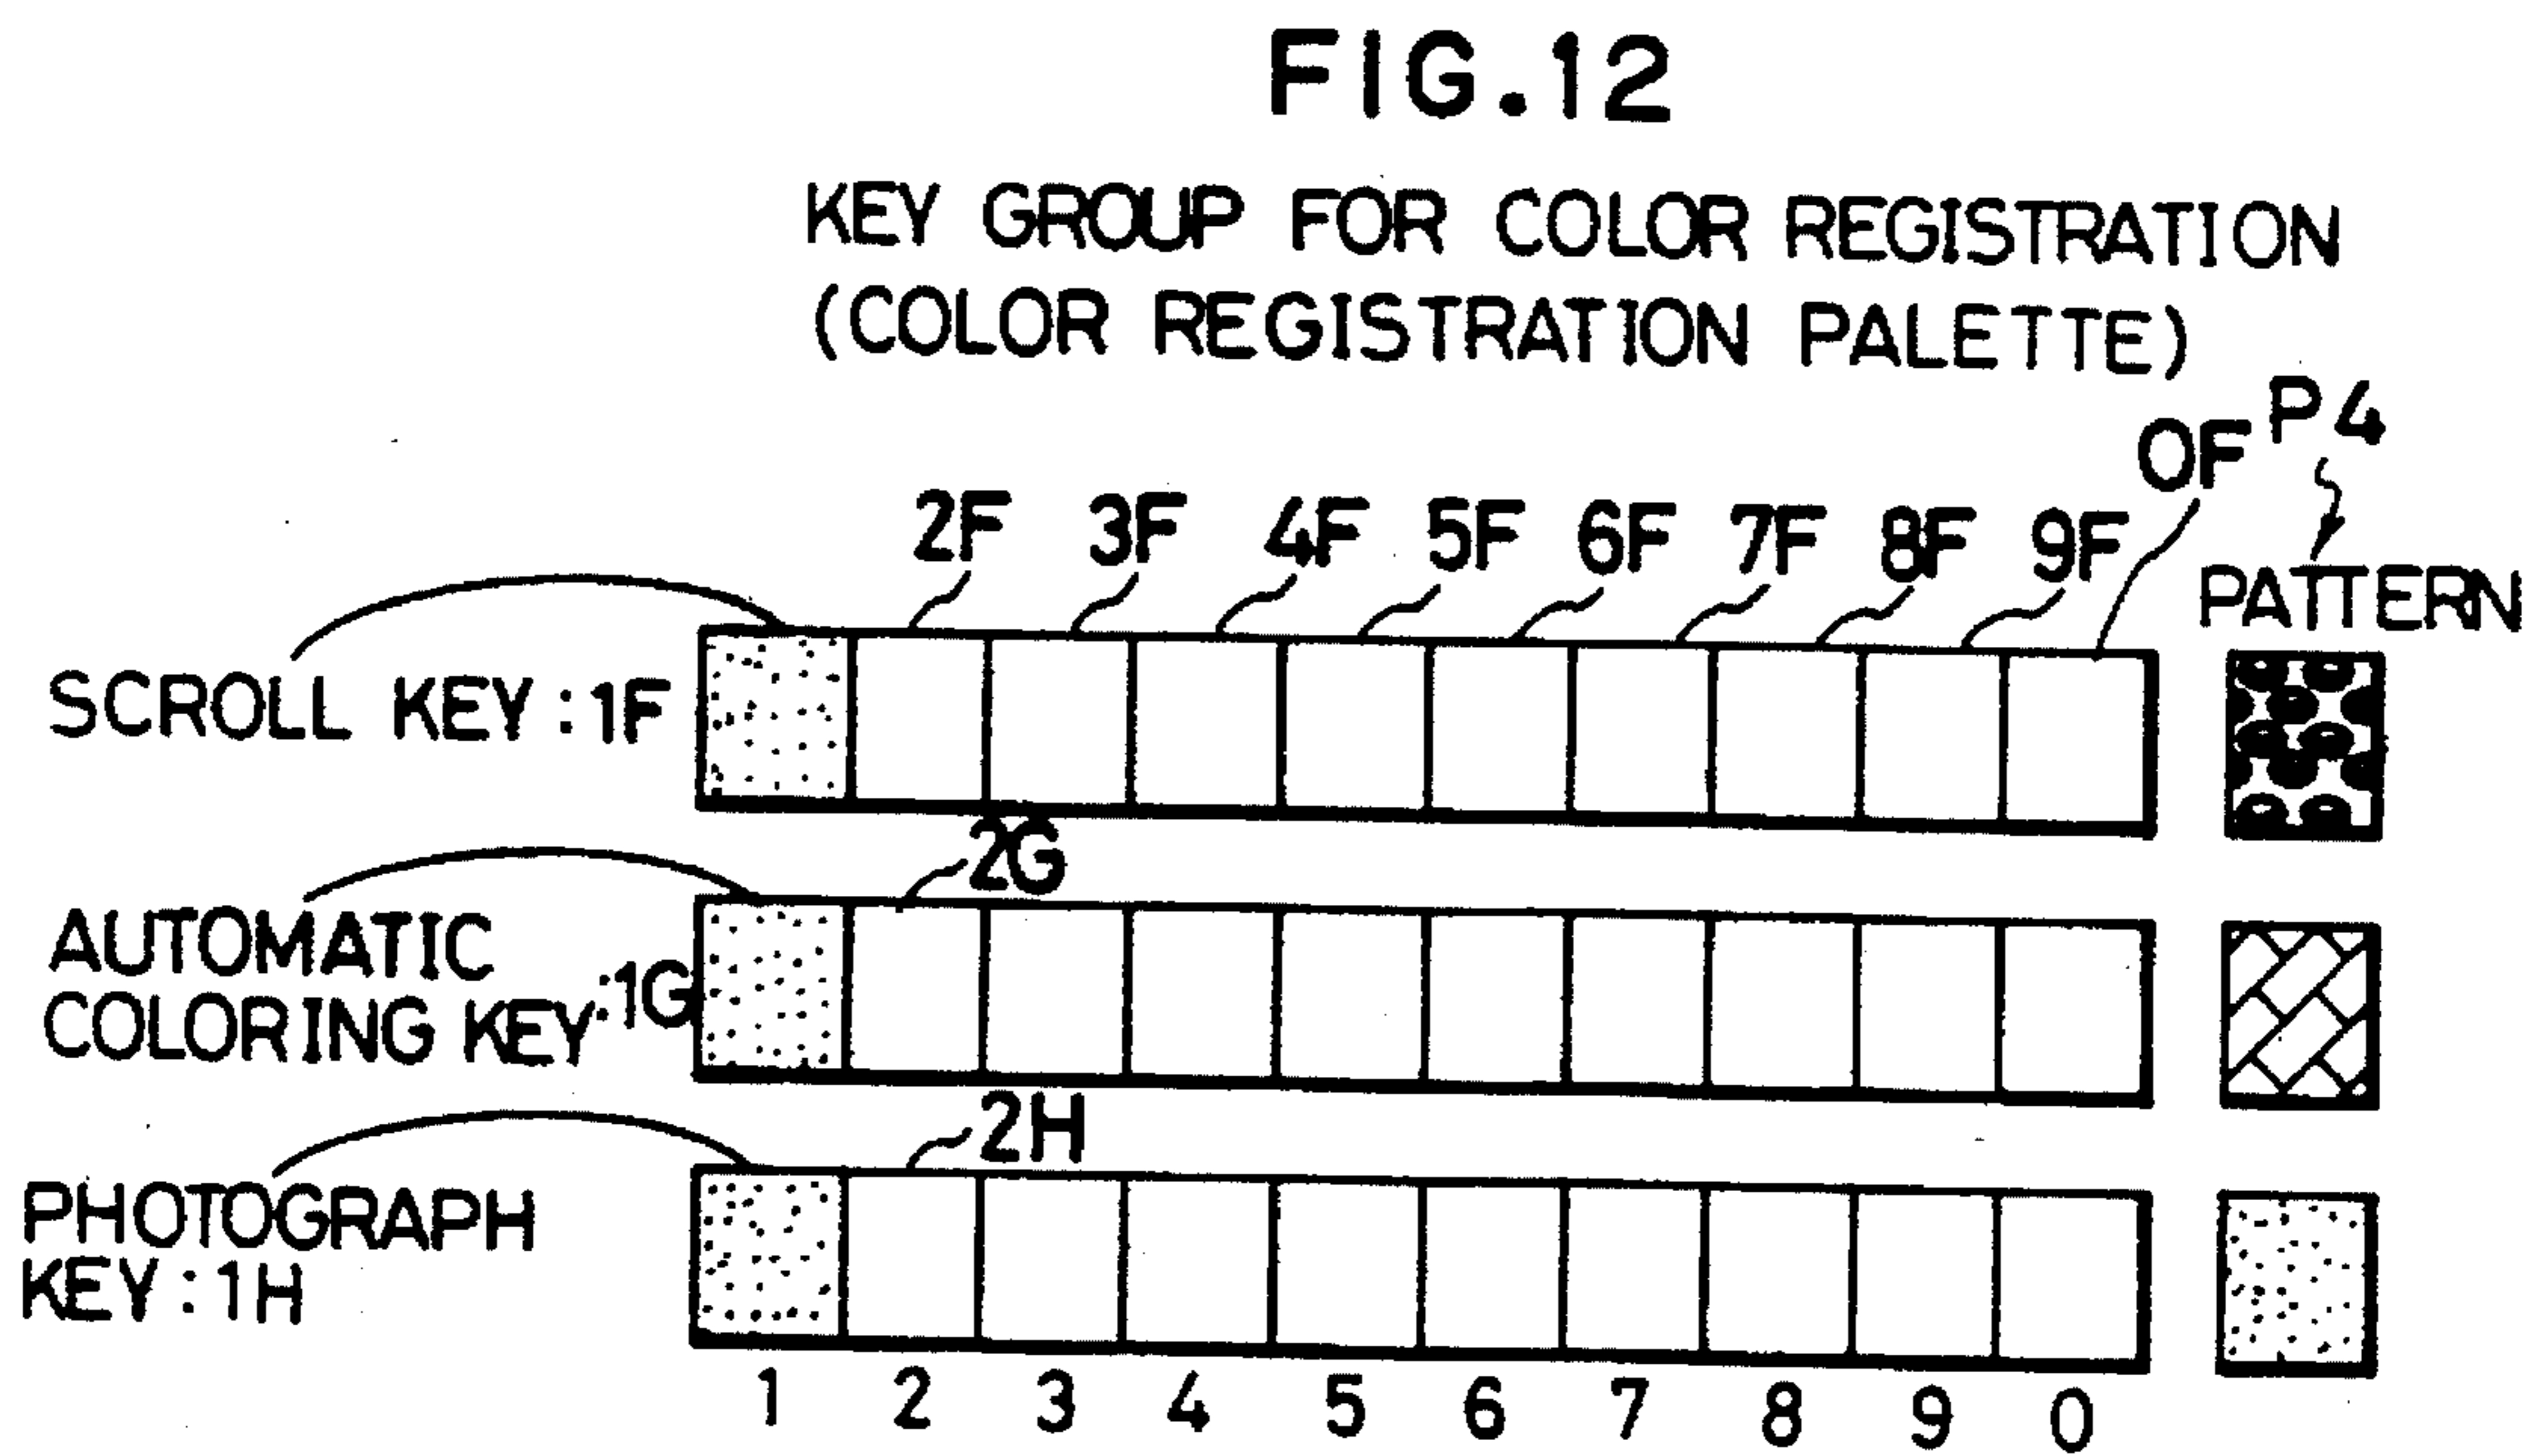 FIG.12
KEY GROUP FOR COLOR REGISTRATION
(COLOR REGISTRATION PALETTE)
P4
2F 3F 4F 5F 6F 7F 8F 9F 0F
PATTERN
SCROLL KEY:1F
2G
AUTOMATIC
COLORING KEY:1G
2H
PHOTOGRAPH
KEY:1H
1 2 3 4 5 6 7 8 9 0